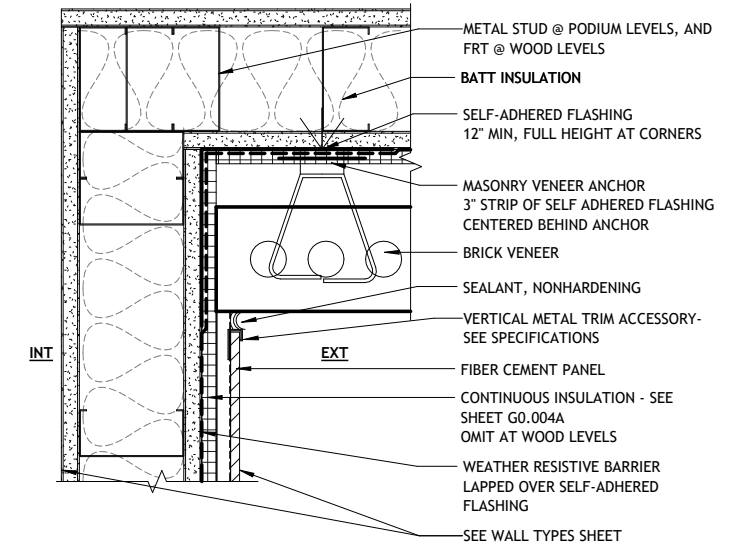 METAL STUD @ PODIUM LEVELS, AND
FRT @ WOOD LEVELS
BATT INSULATION
SELF-ADHERED FLASHING
12" MIN, FULL HEIGHT AT CORNERS
MASONRY VENEER ANCHOR
3" STRIP OF SELF ADHERED FLASHING
CENTERED BEHIND ANCHOR
BRICK VENEER
SEALANT, NONHARDENING
VERTICAL METAL TRIM ACCESSORY-
SEE SPECIFICATIONS
INT
EXT
FIBER CEMENT PANEL
CONTINUOUS INSULATION - SEE
SHEET G0.004A
OMIT AT WOOD LEVELS
WEATHER RESISTIVE BARRIER
LAPPED OVER SELF-ADHERED
FLASHING
SEE WALL TYPES SHEET